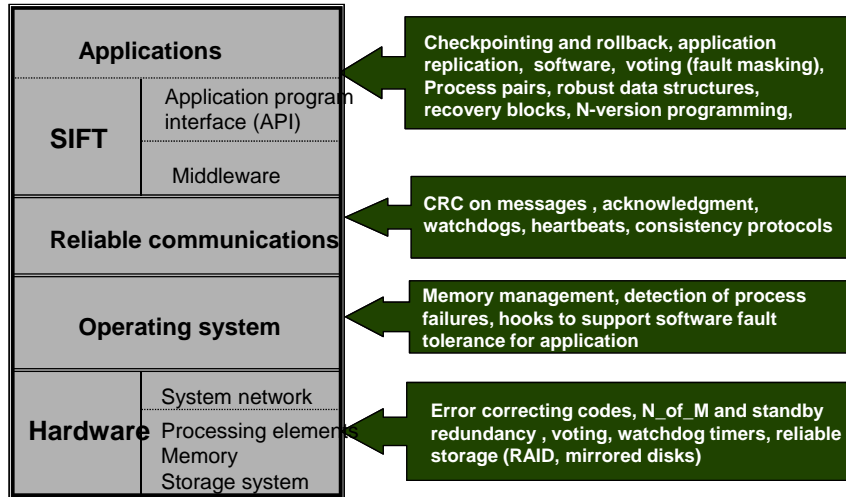 Applications
SIFT
Application program
interface (API)
Middleware
Reliable communications
Operating system
Hardware
System network
Processing elements
Memory
Storage system
Checkpointing and rollback, application
replication, software, voting (fault masking),
Process pairs, robust data structures,
recovery blocks, N-version programming,
CRC on messages , acknowledgment,
watchdogs, heartbeats, consistency protocols
Memory management, detection of process
failures, hooks to support software fault
tolerance for application
Error correcting codes, N_of_M and standby
redundancy , voting, watchdog timers, reliable
storage (RAID, mirrored disks)